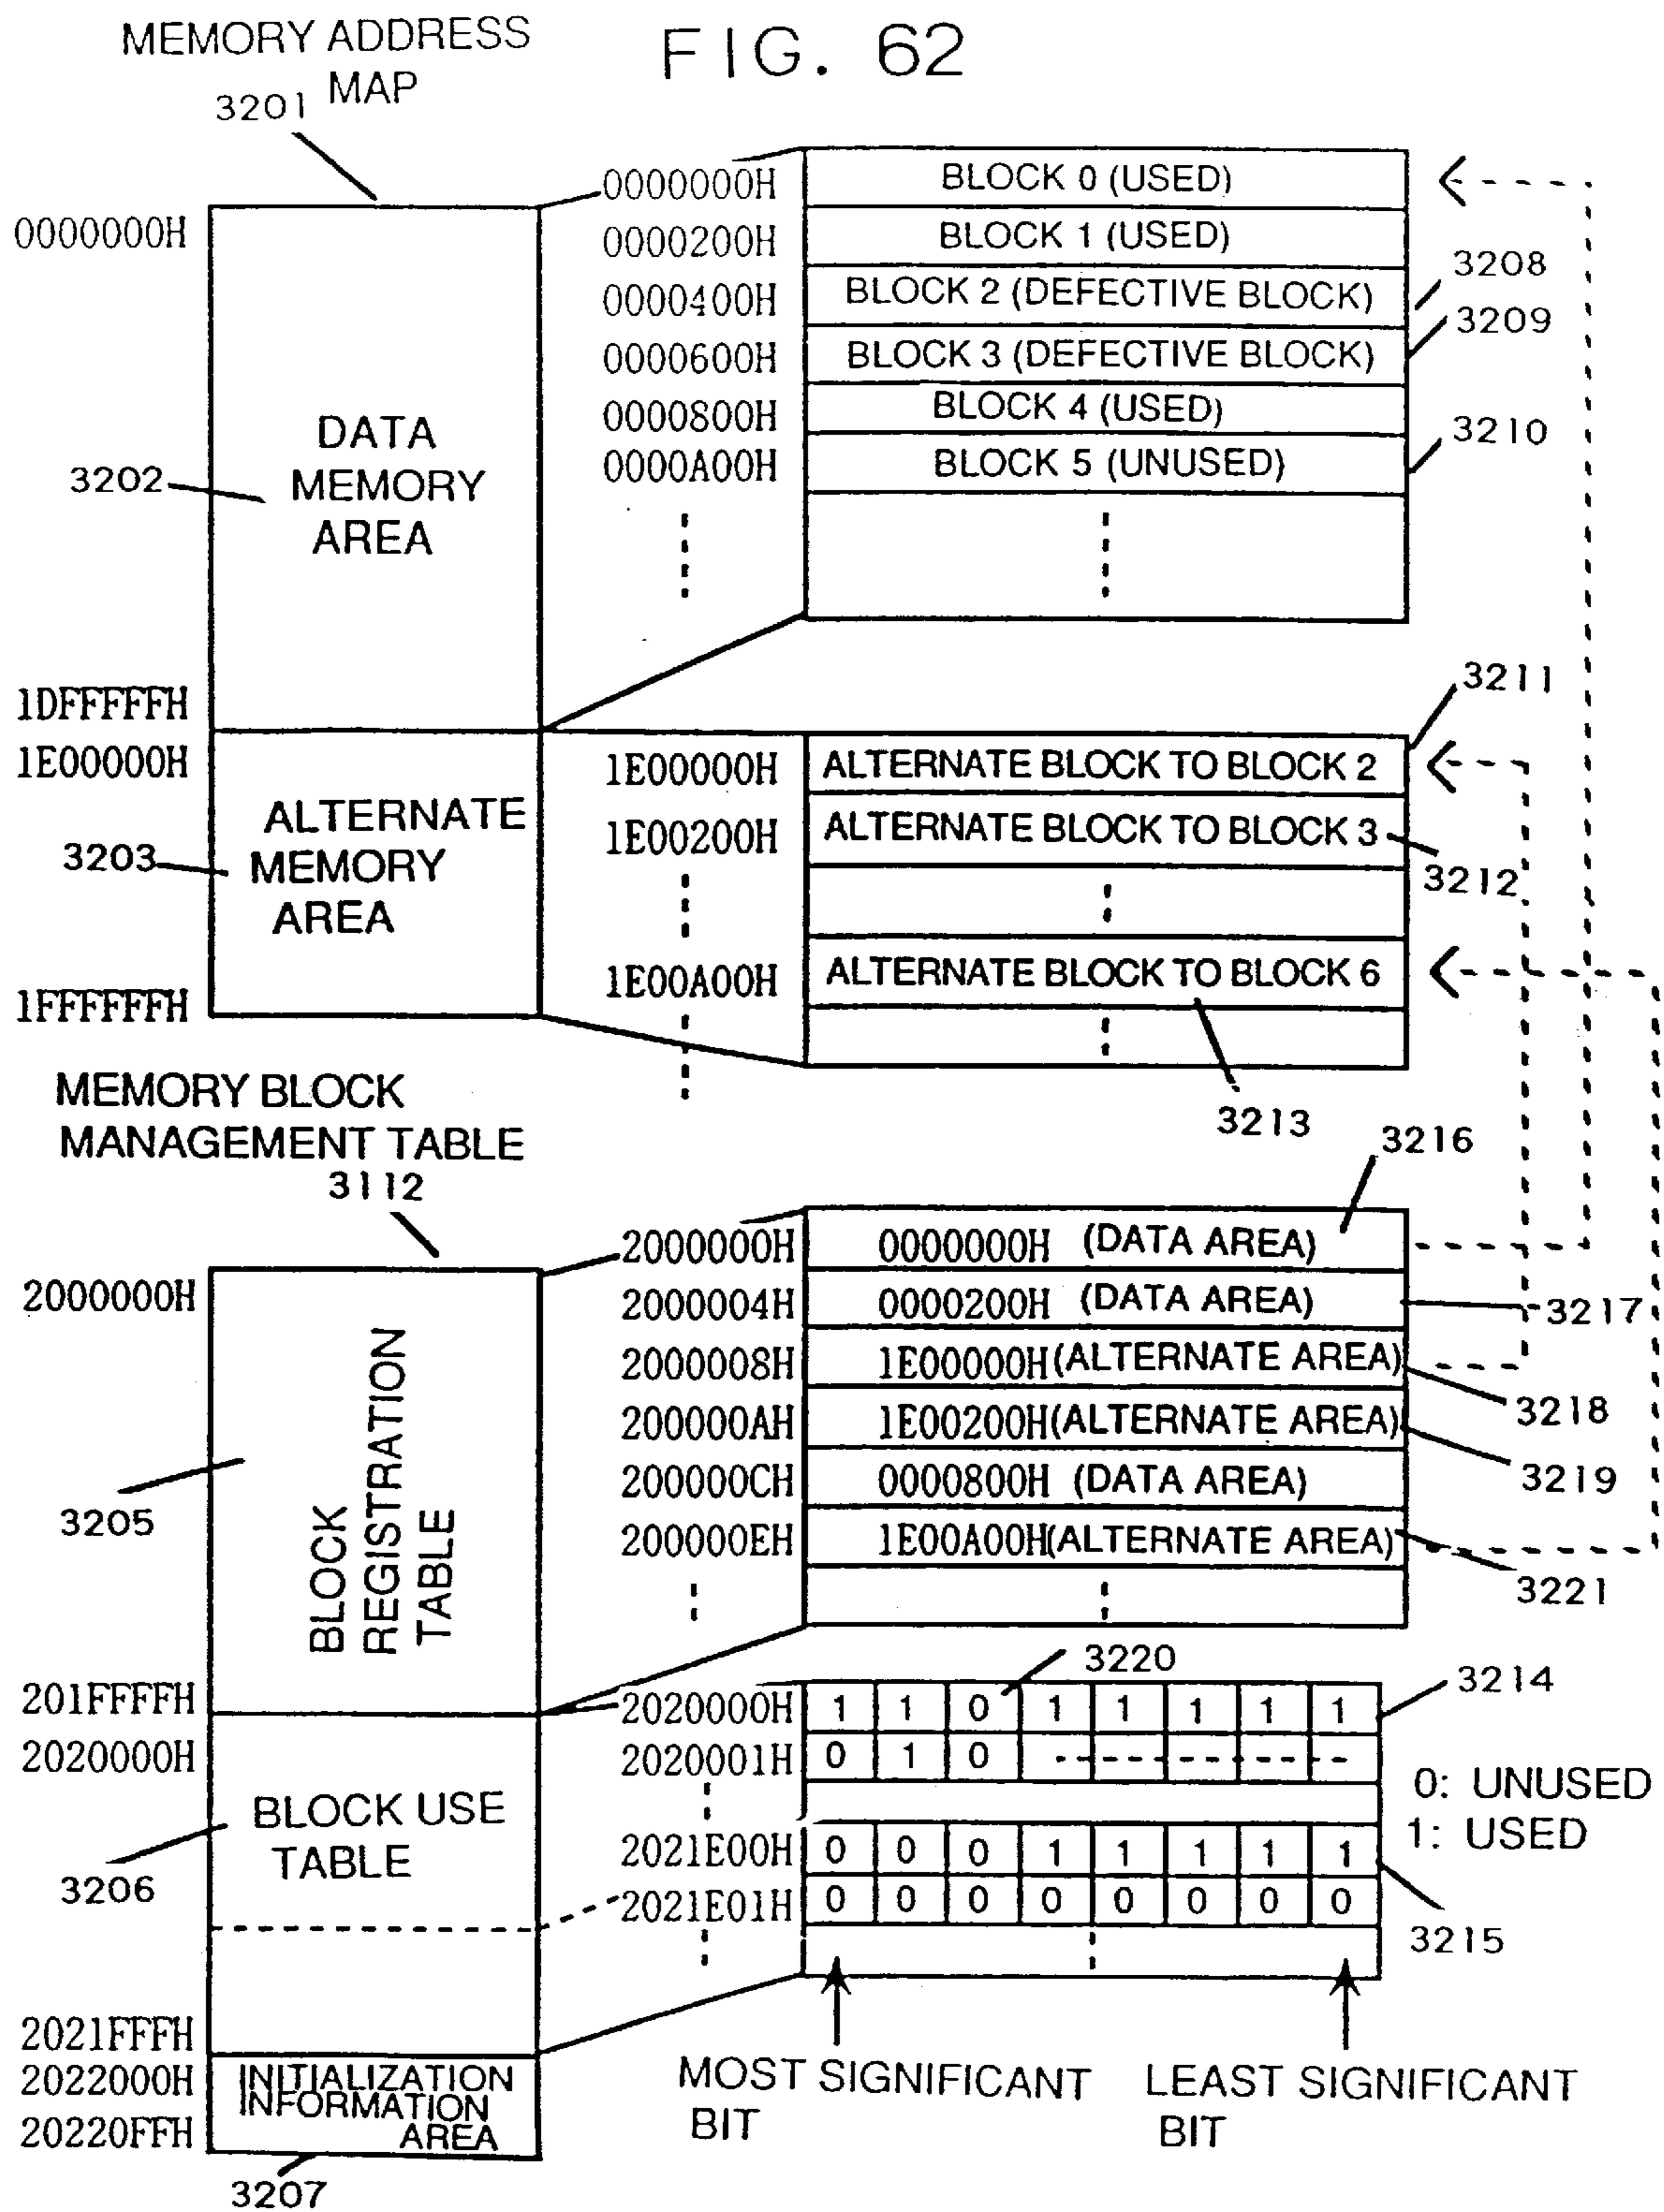 FIG. 62
MEMORY ADDRESS
MAP
3201
0000000H
1DFFFFFH
1E00000H
1FFFFFFH
DATA
MEMORY
AREA
3202
ALTERNATE
MEMORY
AREA
3203
0000000H BLOCK 0 (USED)
0000200H BLOCK 1 (USED)
0000400H BLOCK 2 (DEFECTIVE BLOCK)
3208
0000600H BLOCK 3 (DEFECTIVE BLOCK)
3209
0000800H BLOCK 4 (USED)
0000A00H BLOCK 5 (UNUSED)
3210
1E00000H ALTERNATE BLOCK TO BLOCK 2
3211
1E00200H ALTERNATE BLOCK TO BLOCK 3
3212
1E00A00H ALTERNATE BLOCK TO BLOCK 6
3213
MEMORY BLOCK
MANAGEMENT TABLE
3112
2000000H
BLOCK
REGISTRATION
TABLE
3205
201FFFFH
2020000H
BLOCK USE
TABLE
3206
2021FFFH
2022000H
20220FFH
INITIALIZATION
INFORMATION
AREA
3207
2000000H 0000000H (DATA AREA)
3216
2000004H 0000200H (DATA AREA)
3217
2000008H 1E00000H(ALTERNATE AREA)
3218
200000AH 1E00200H(ALTERNATE AREA)
3219
200000CH 0000800H (DATA AREA)
200000EH 1E00A00H(ALTERNATE AREA)
3221
3220
2020000H 1 1 0 1 1 1 1 1
3214
2020001H 0 1 0
2021E00H 0 0 0 1 1 1 1 1
3215
2021E01H 0 0 0 0 0 0 0 0
0: UNUSED
1: USED
MOST SIGNIFICANT
BIT
LEAST SIGNIFICANT
BIT